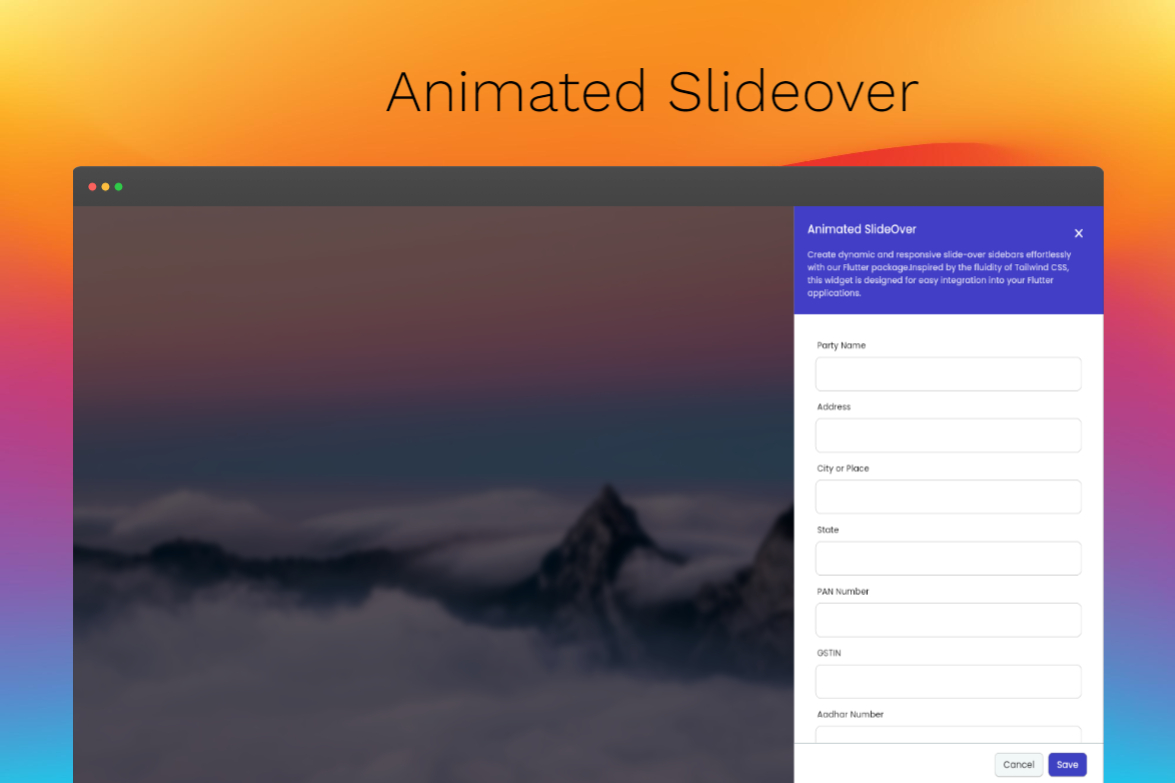 Animated Slideover
Animated SlideOver
Create dynamic and responsive slide-over sidebars effortlessly
with our Flutter package.Inspired by the fluidity of Tailwind CSS,
this widget is designed for easy integration into your Flutter
applications.
Party Name
Address
City or Place
State
PAN Number
GSTIN
Aadhar Number
Cancel
Save